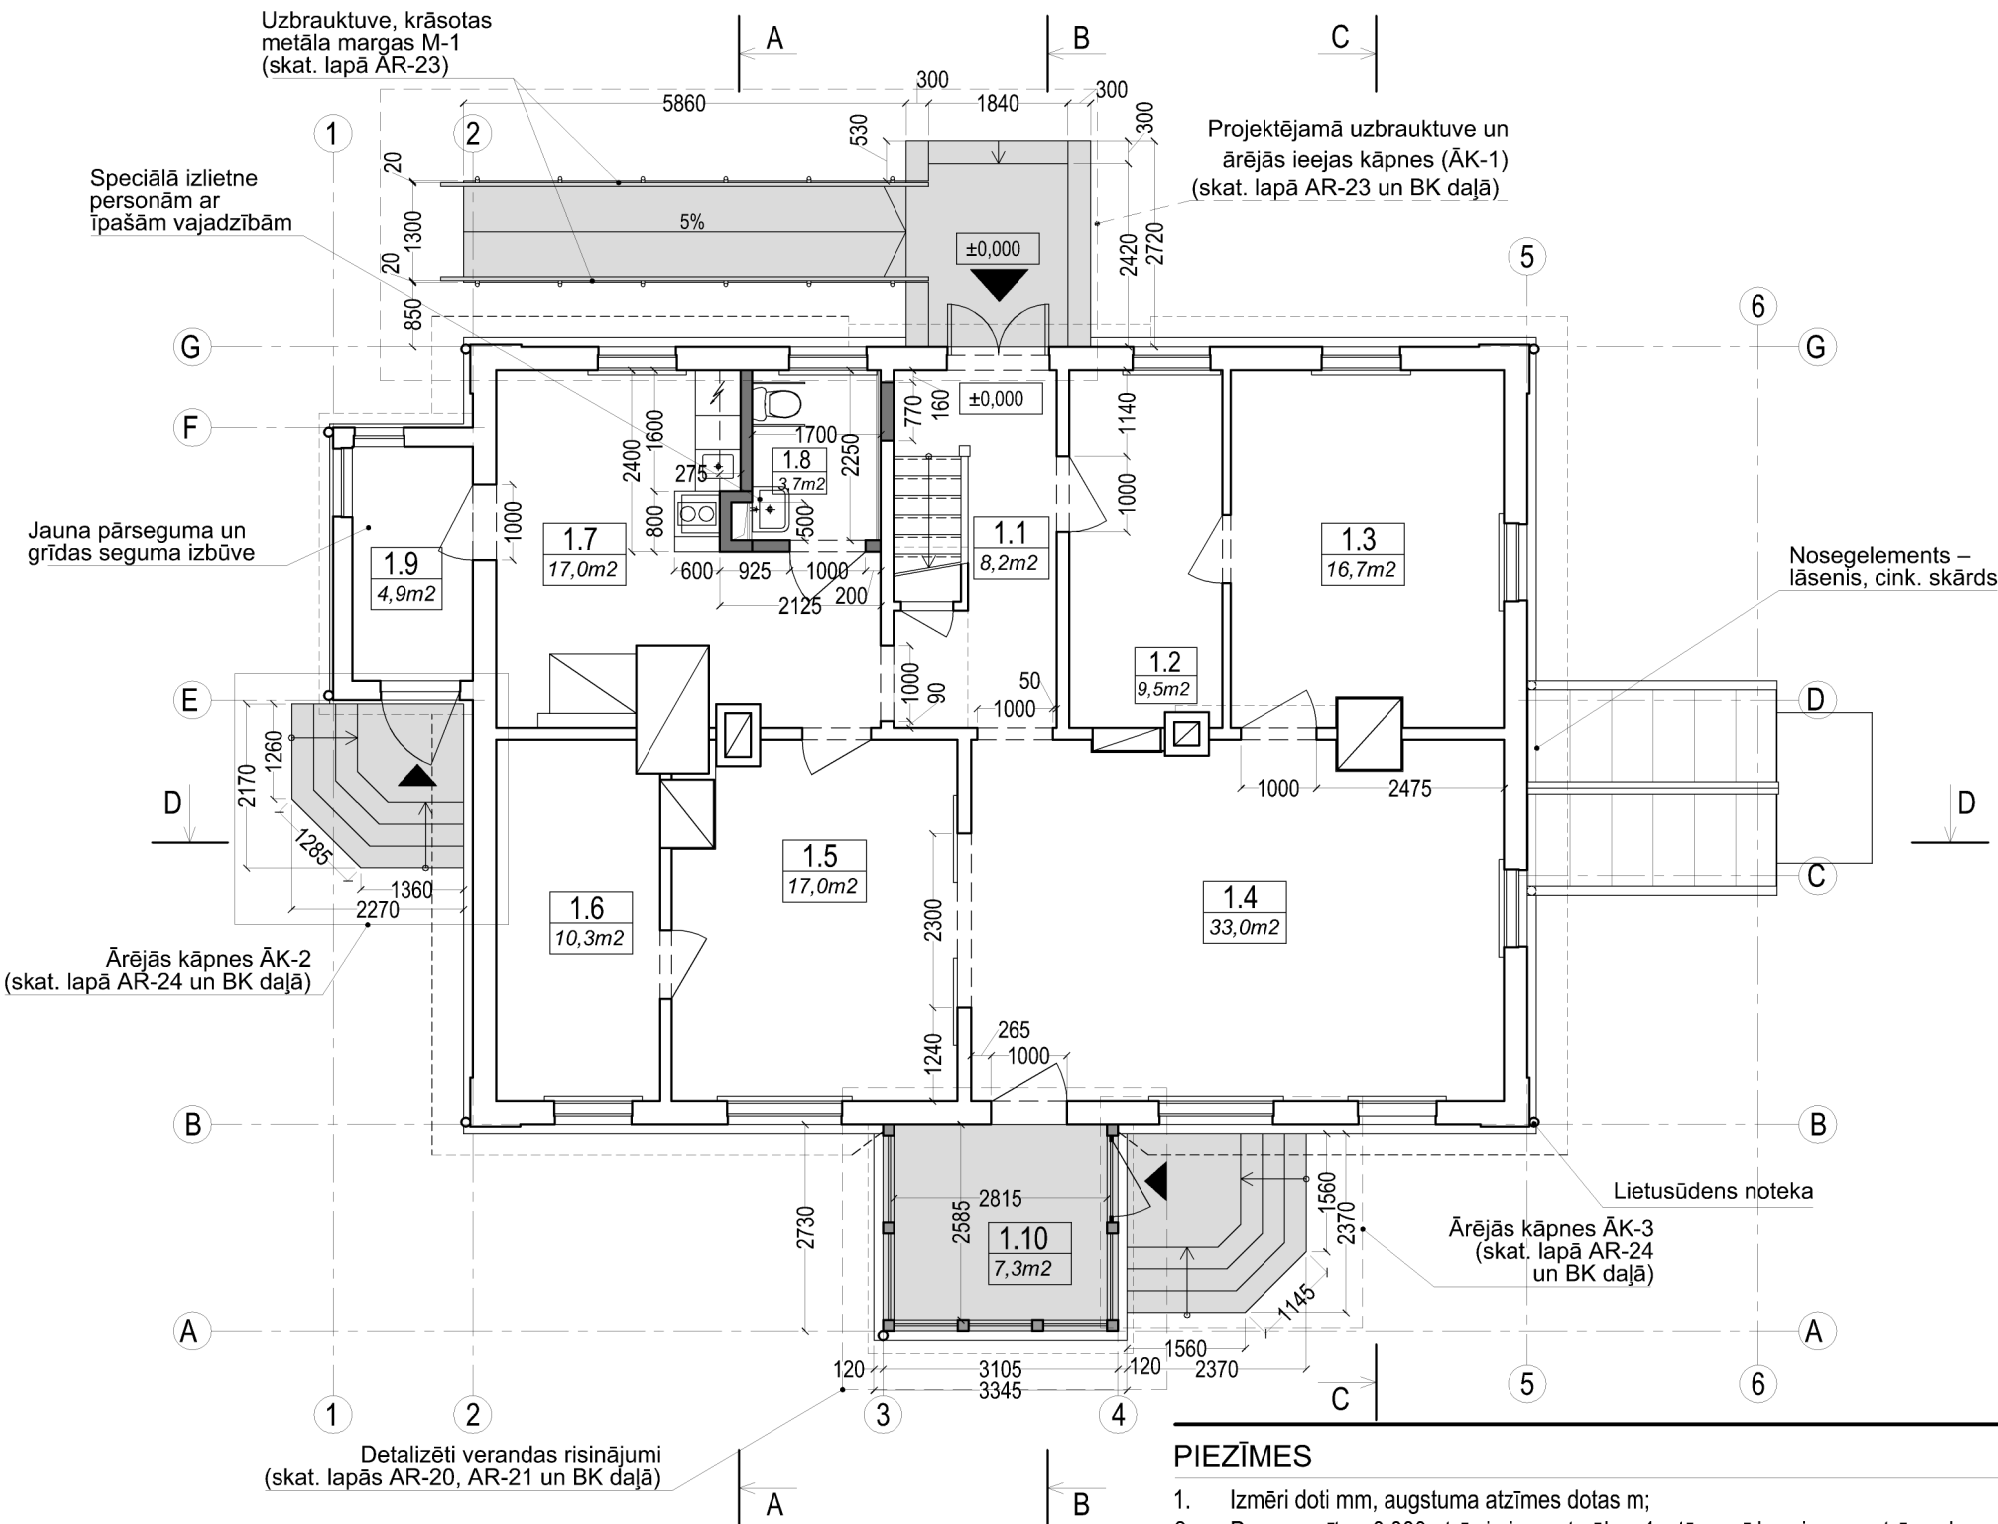 Uzbrauktuve, krāsotas
metāla margas M-1
(skat. lapā AR-23)
A
B
C
300
5860
1840
300
300
530
1
2
20
1300
20
850
5%
±0,000
2420
2720
Projektējamā uzbrauktuve un
ārējās ieejas kāpnes (ĀK-1)
(skat. lapā AR-23 un BK daļā)
Speciālā izlietne
personām ar
īpašām vajadzībām
5
6
G
G
F
±0,000
770
160
1140
1000
1600
2400
1700
2250
275
1.8
3,7m2
800
500
1000
1.7
17,0m2
1.1
8,2m2
1.3
16,7m2
Jauna pārseguma un
grīdas seguma izbūve
1.9
4,9m2
600
925
1000
200
2125
Nosegelements –
lāsenis, cink. skārds
1.2
9,5m2
1000
90
50
1000
E
D
1260
2170
1000
2475
D
D
1285
1360
2270
1.5
17,0m2
1.6
10,3m2
1.4
33,0m2
2300
C
Ārējās kāpnes ĀK-2
(skat. lapā AR-24 un BK daļā)
1240
265
1000
B
B
2730
2585
2815
1.10
7,3m2
1560
2370
1145
Lietusūdens noteka
Ārējās kāpnes ĀK-3
(skat. lapā AR-24
un BK daļā)
A
A
120
3105
3345
120
1560
2370
C
1
2
3
4
5
6
Detalizēti verandas risinājumi
(skat. lapās AR-20, AR-21 un BK daļā)
A
B
PIEZĪMES
1. Izmēri doti mm, augstuma atzīmes dotas m;